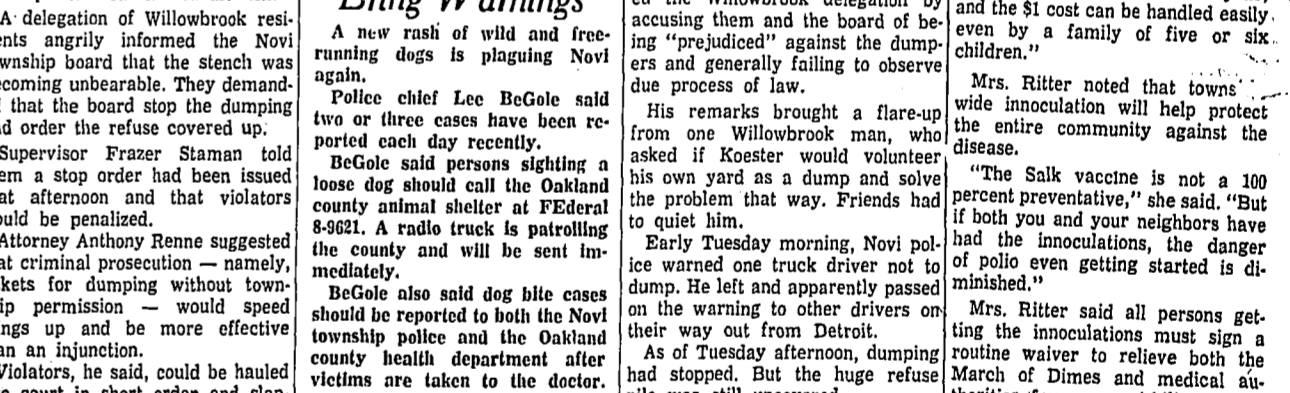 A delegation of Willowbrook resi-
ents angrily informed the Novi
wnship board that the stench was
coming unbearable. They demand-
that the board stop the dumping
d order the refuse covered up.
Supervisor Frazer Staman told
em a stop order had been issued
at afternoon and that violators
ould be penalized.
Attorney Anthony Renne suggested
at criminal prosecution — namely,
kets for dumping without town-
ip permission — would speed
ngs up and be more effective
an an injunction.
Violators, he said, could be hauled
Bring Warnings
A new rash of wild and free-
running dogs is plaguing Novi
again.
Police chief Lee BeGole said
two or three cases have been re-
ported each day recently.
BeGole said persons sighting a
loose dog should call the Oakland
county animal shelter at FEderal
8-9621. A radio truck is patrolling
the county and will be sent im-
mediately.
BeGole also said dog bite cases
should be reported to both the Novi
township police and the Oakland
county health department after
victims are taken to the doctor.
ed the Willowbrook delegation by
accusing them and the board of be-
ing "prejudiced" against the dump-
ers and generally failing to observe
due process of law.
His remarks brought a flare-up
from one Willowbrook man, who
asked if Koester would volunteer
his own yard as a dump and solve
the problem that way. Friends had
to quiet him.
Early Tuesday morning, Novi pol-
ice warned one truck driver not to
dump. He left and apparently passed
on the warning to other drivers on
their way out from Detroit.
As of Tuesday afternoon, dumping
had stopped. But the huge refuse
and the $1 cost can be handled easily
even by a family of five or six
children."
Mrs. Ritter noted that towns
wide innoculation will help protect
the entire community against the
disease.
"The Salk vaccine is not a 100
percent preventative," she said. "But
if both you and your neighbors have
had the innoculations, the danger
of polio even getting started is di-
minished."
Mrs. Ritter said all persons get-
ting the innoculations must sign a
routine waiver to relieve both the
March of Dimes and medical au-